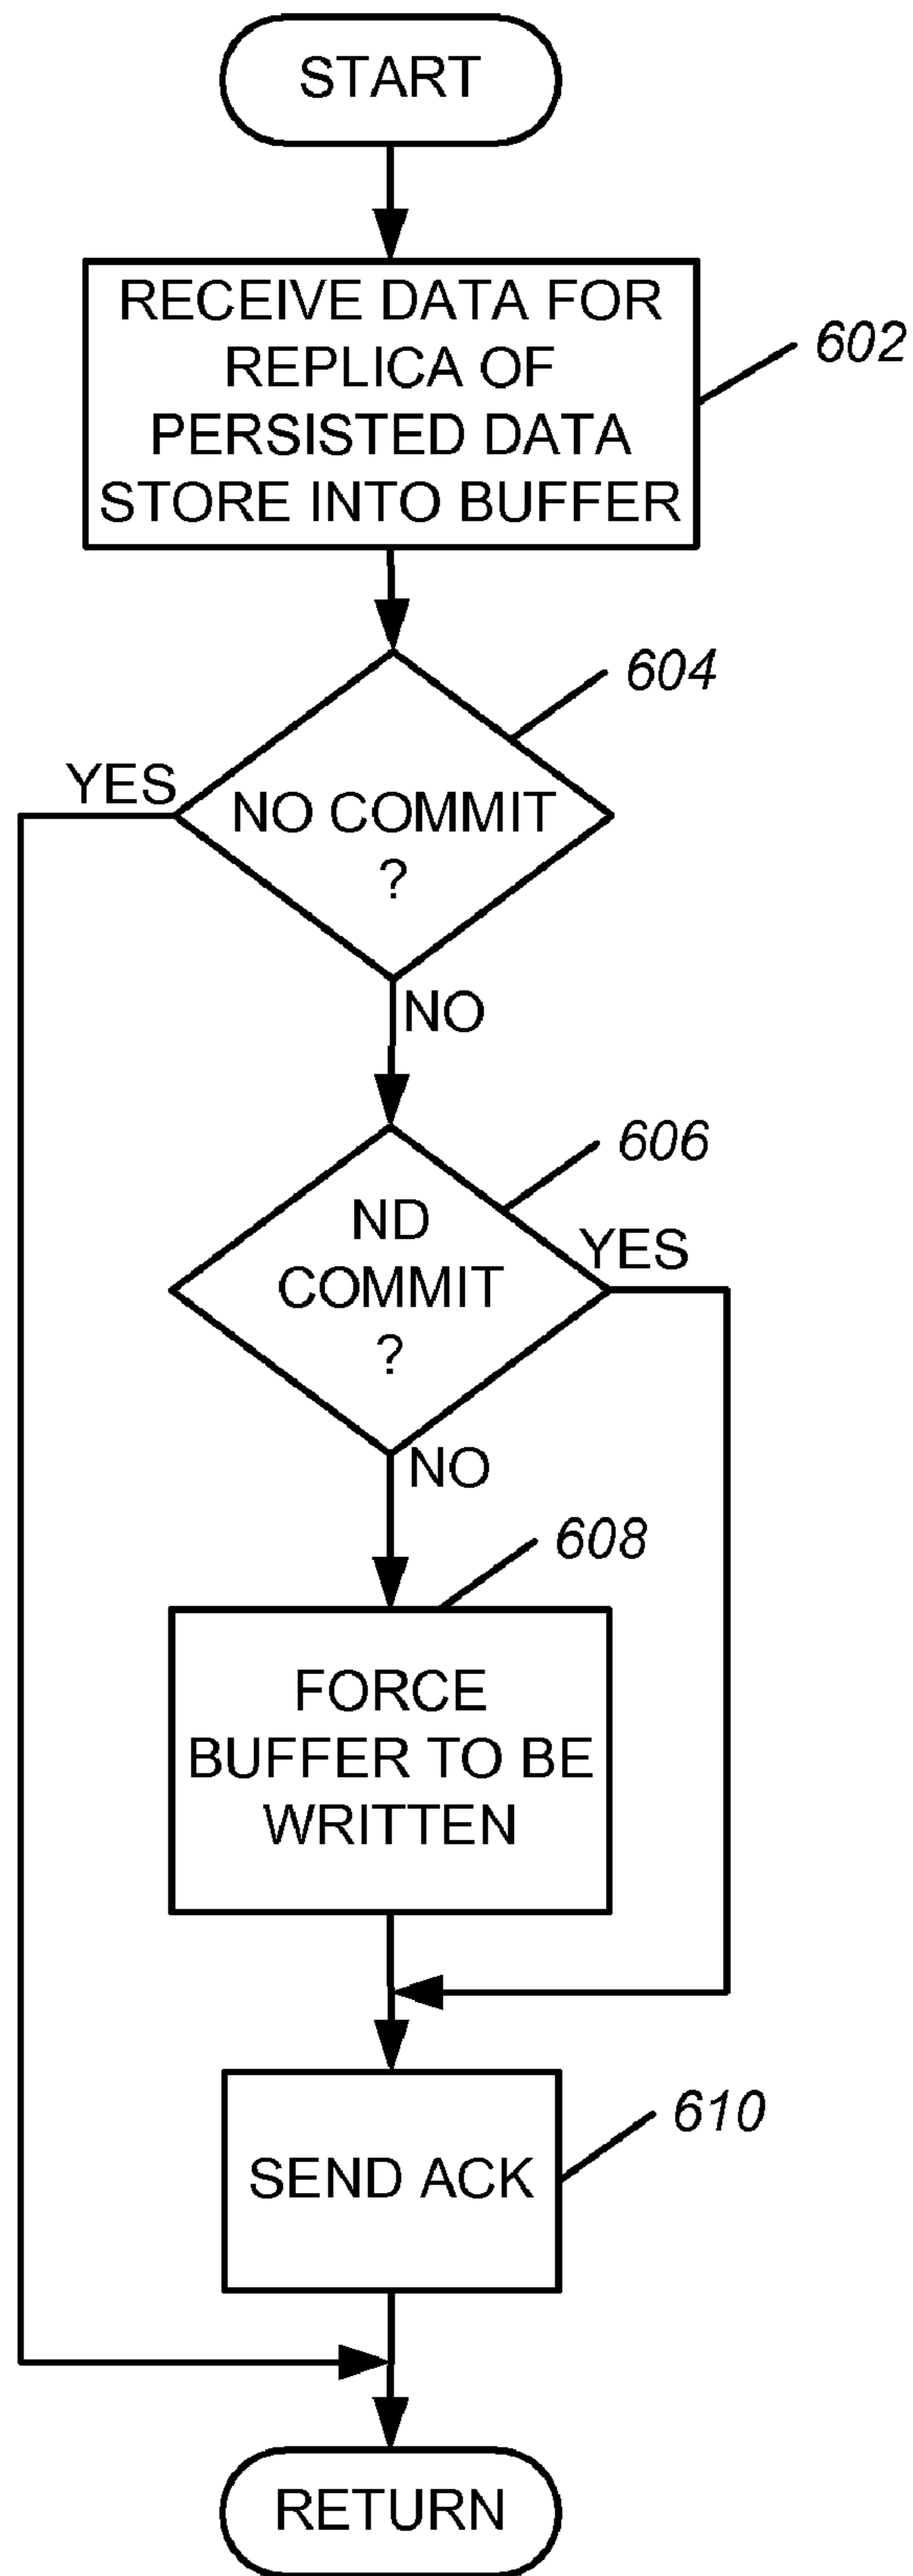 START
RECEIVE DATA FOR
REPLICA OF
PERSISTED DATA
STORE INTO BUFFER
602
604
YES
NO COMMIT
?
NO
606
ND
COMMIT
?
YES
NO
608
FORCE
BUFFER TO BE
WRITTEN
610
SEND ACK
RETURN